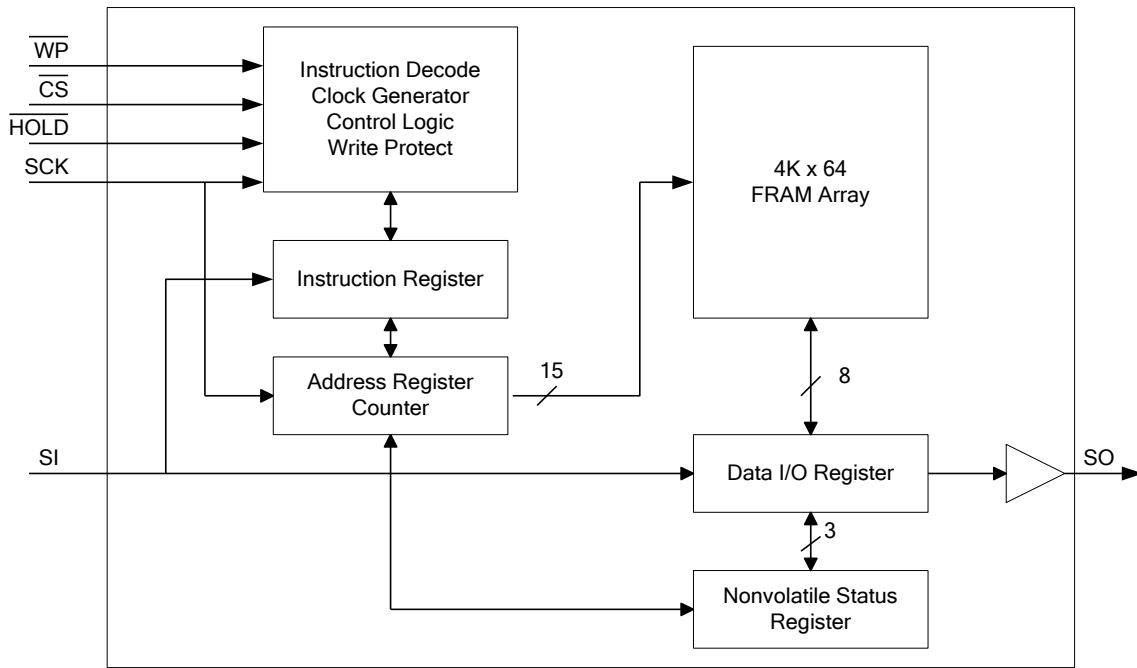 WP
CS
HOLD
SCK
Instruction Decode
Clock Generator
Control Logic
Write Protect
4K x 64
FRAM Array
Instruction Register
Address Register
Counter
15
8
SI
Data I/O Register
SO
3
Nonvolatile Status
Register